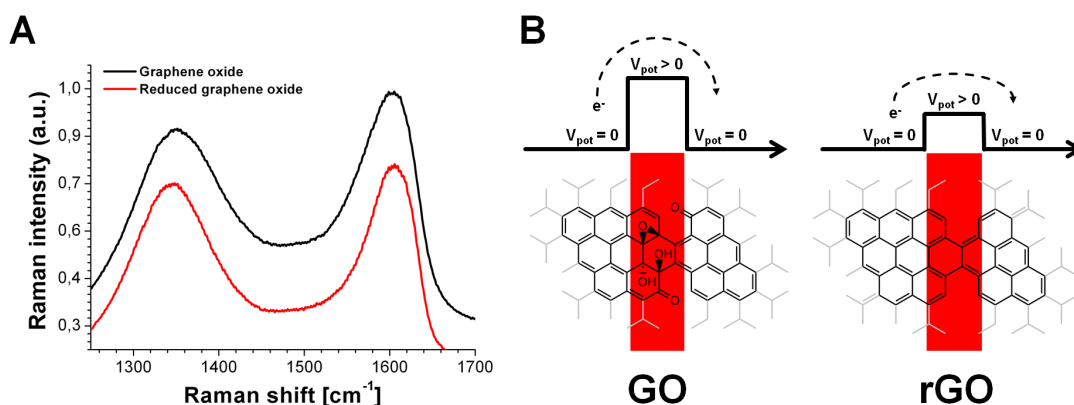 A
Graphene oxide
Reduced graphene oxide
Raman intensity (a.u.)
1,0
0,9
0,7
0,6
0,4
0,3
1300
1400
1500
1600
1700
Raman shift [cm-1]
B
Vpot > 0
e-
Vpot = 0
Vpot = 0
O
O
OH
OH
O
GO
Vpot > 0
e-
Vpot = 0
Vpot = 0
rGO